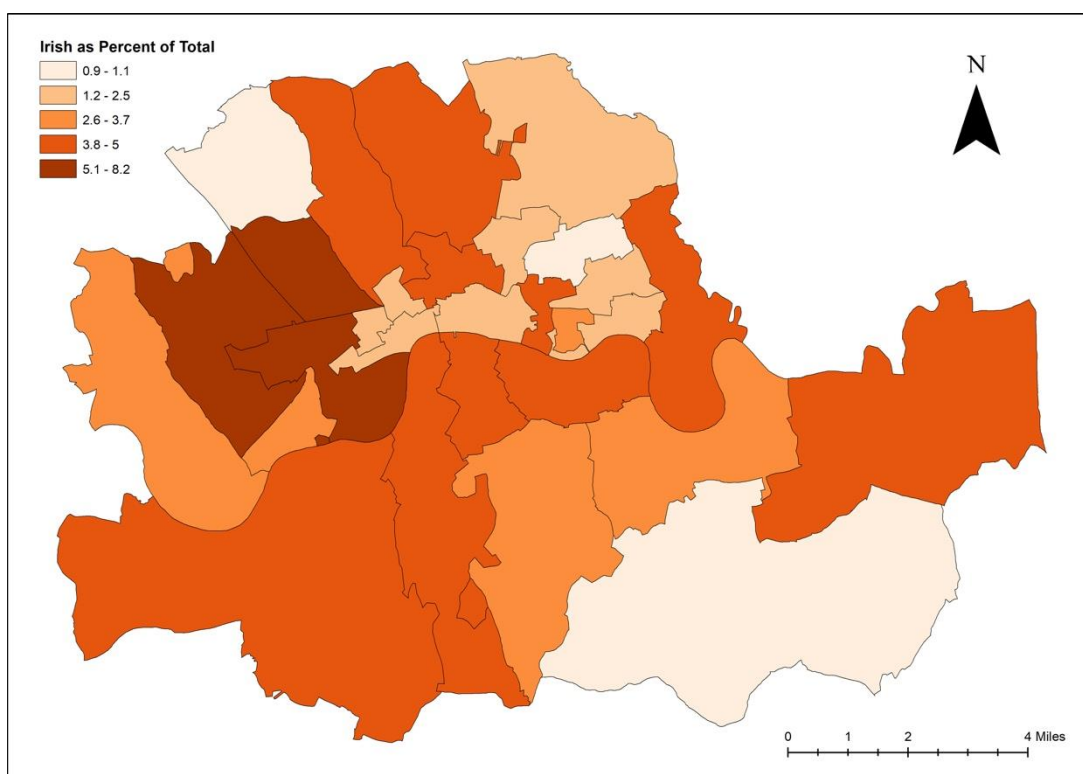 Irish as Percent of Total
0.9 - 1.1
1.2 - 2.5
2.6 - 3.7
3.8 - 5
5.1 - 8.2
N
0 1 2 4 Miles